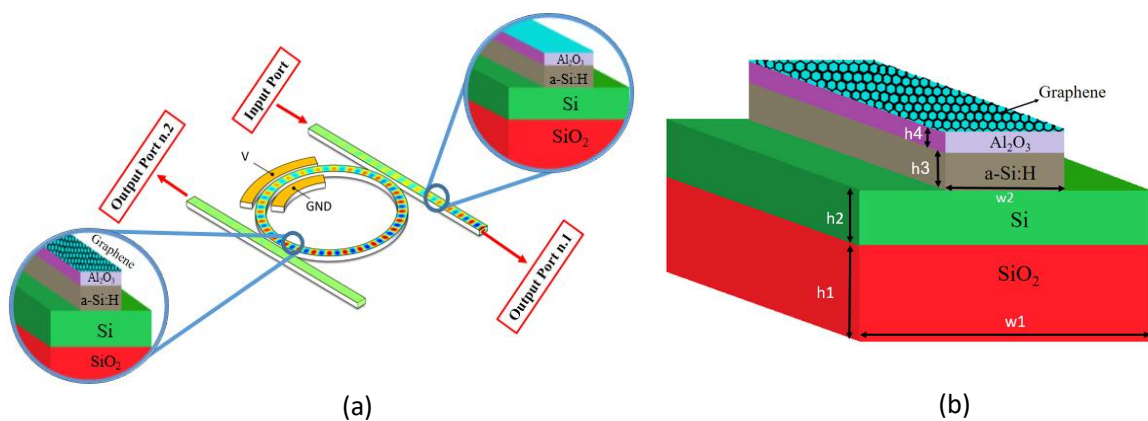 Input Port
V
GND
Output Port n.2
Output Port n.1
Al₂O₃
a-Si:H
Si
SiO₂
Graphene
Al₂O₃
a-Si:H
Si
SiO₂
(a)
Graphene
h4
Al₂O₃
h3
a-Si:H
w2
h2
Si
SiO₂
h1
w1
(b)